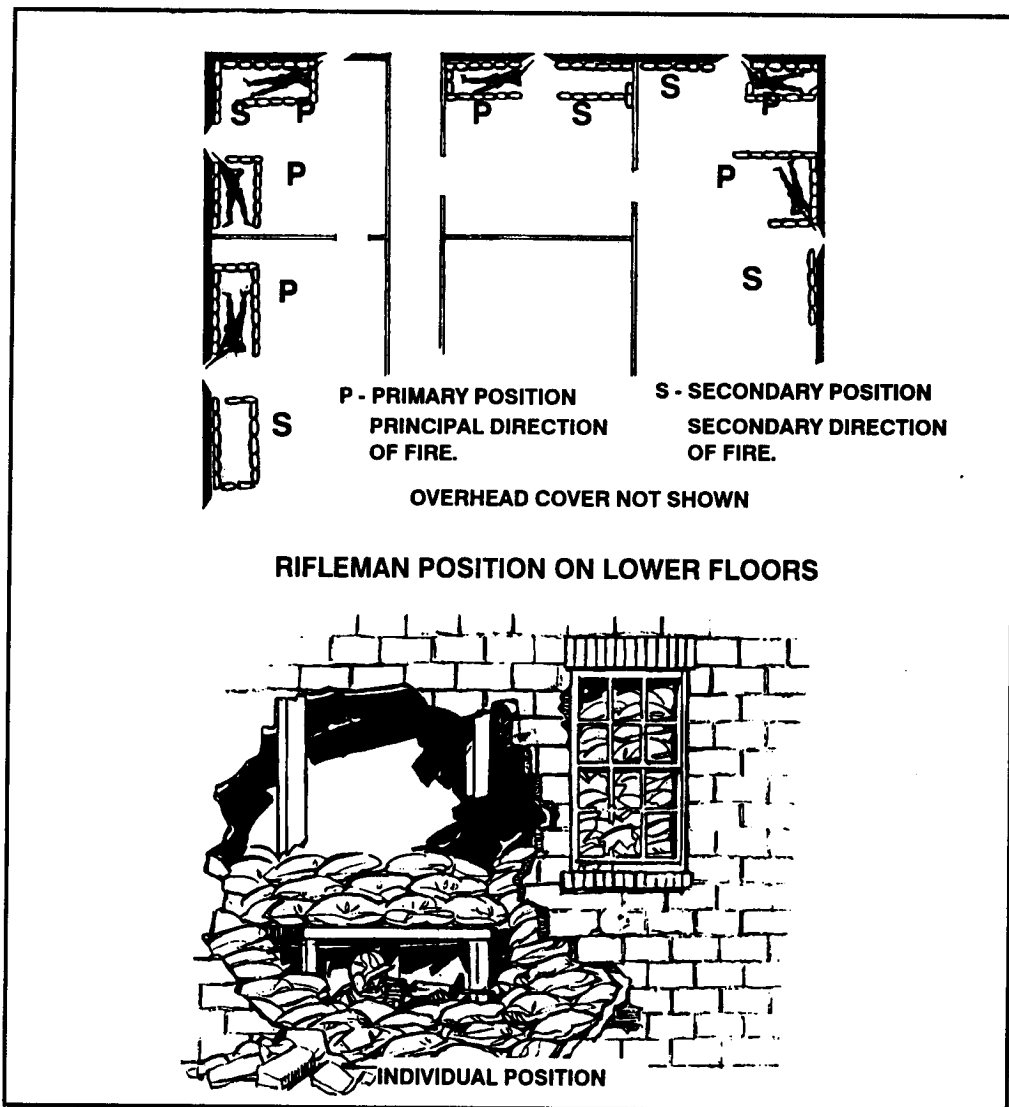 S P
P
P
S
P S
S
P
P
S
P - PRIMARY POSITION
PRINCIPAL DIRECTION
OF FIRE.
S - SECONDARY POSITION
SECONDARY DIRECTION
OF FIRE.
OVERHEAD COVER NOT SHOWN
RIFLEMAN POSITION ON LOWER FLOORS
INDIVIDUAL POSITION